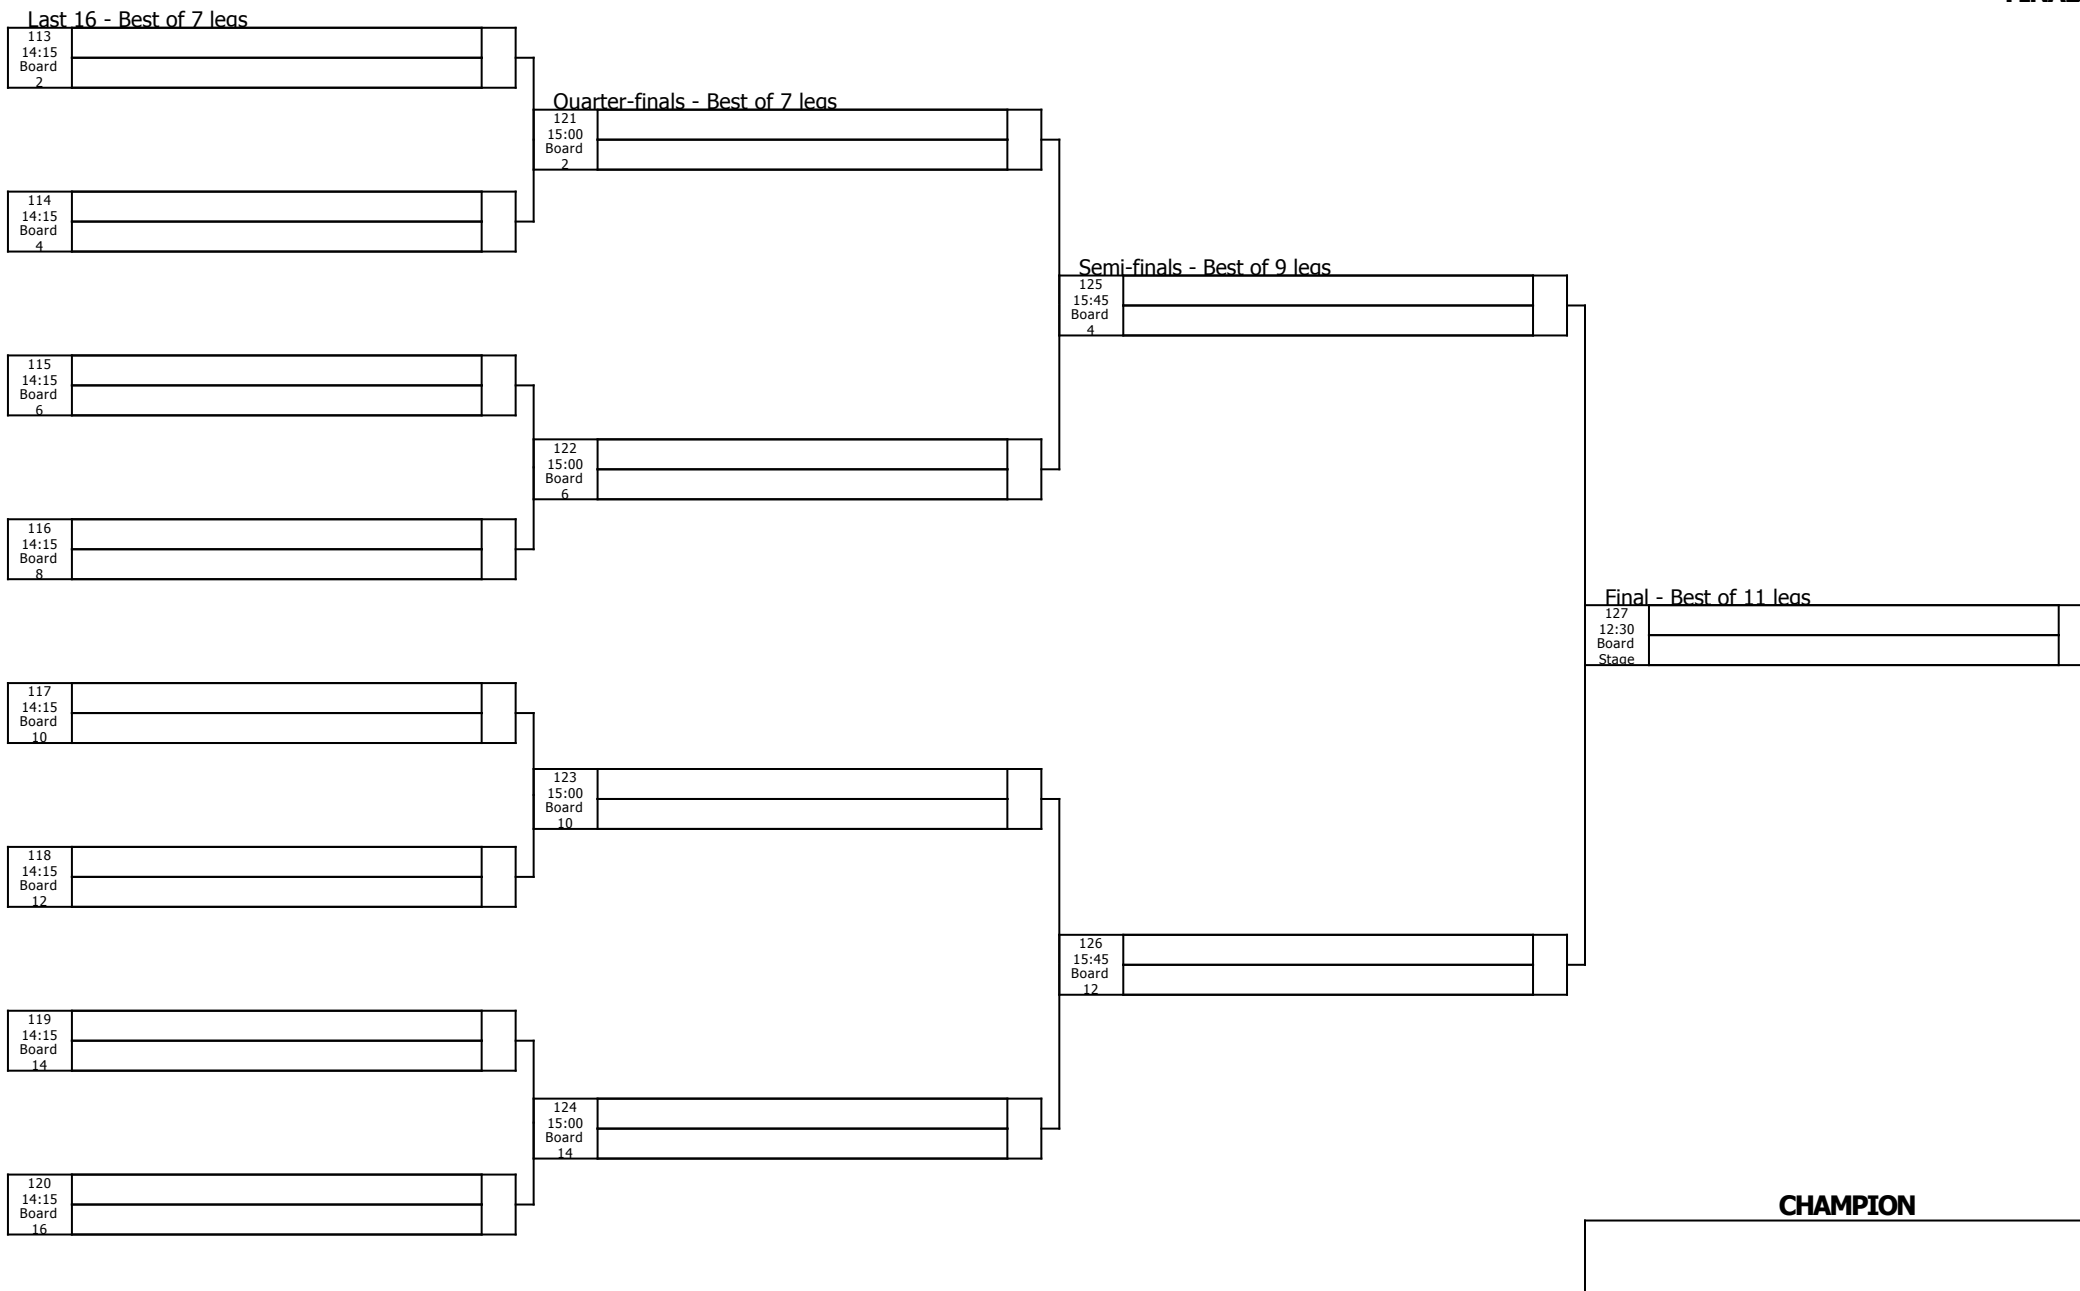 Last 16 - Best of 7 legs
113
14:15
Board
2
114
14:15
Board
4
115
14:15
Board
6
116
14:15
Board
8
117
14:15
Board
10
118
14:15
Board
12
119
14:15
Board
14
120
14:15
Board
16
Quarter-finals - Best of 7 legs
121
15:00
Board
2
122
15:00
Board
6
123
15:00
Board
10
124
15:00
Board
14
Semi-finals - Best of 9 legs
125
15:45
Board
4
126
15:45
Board
12
Final - Best of 11 legs
127
12:30
Board
Stage
CHAMPION